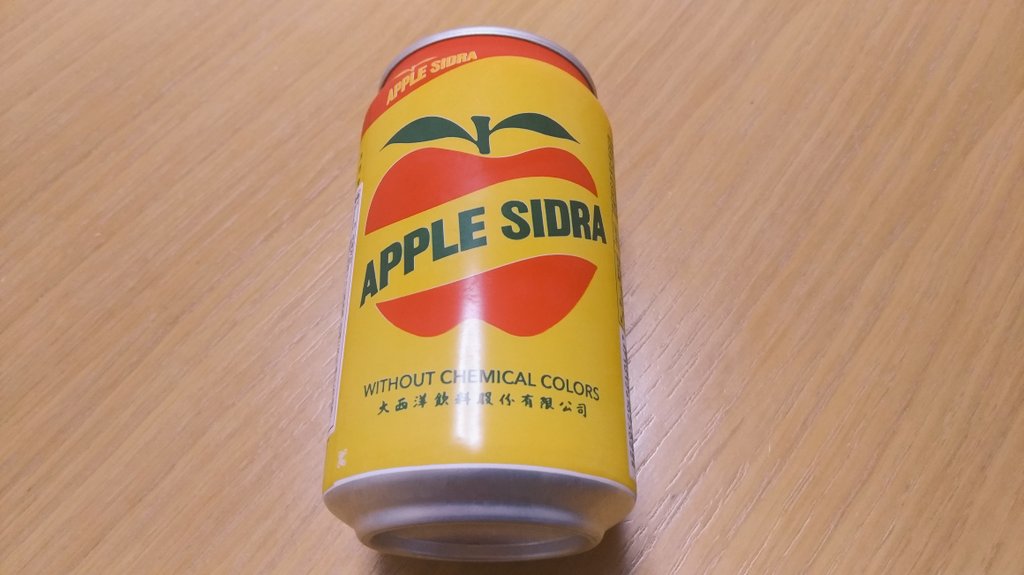 APPLE SIDRA
APPLE SIDRA
WITHOUT CHEMICAL COLORS
大西洋飲料股份有限公司